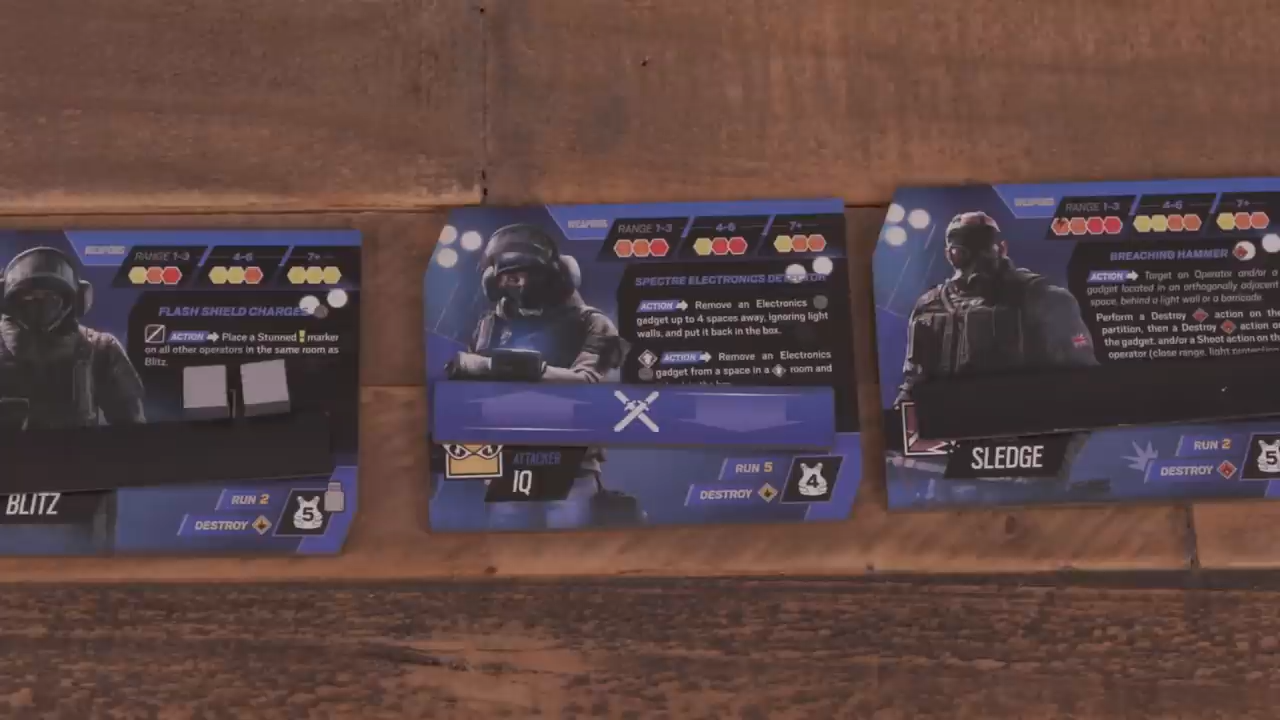 WEAPONS
RANGE 1-3
4-6
7+
FLASH SHIELD CHARGES
ACTION Place a Stunned marker
on all other operators in the same room as
Blitz.
BLITZ
RUN 2
DESTROY
5
WEAPONS
RANGE 1-3
4-6
7+
SPECTRE ELECTRONICS DETECTOR
ACTION Remove an Electronics
gadget up to 4 spaces away, ignoring light
walls, and put it back in the box.
ACTION Remove an Electronics
gadget from a space in a room and
ATTACKER
IQ
RUN 5
DESTROY
4
WEAPONS
RANGE 1-3
4-6
7+
BREACHING HAMMER
ACTION Target an Operator and/or a
gadget located in an orthogonally adjacent
space, behind a light wall or a barricade.
Perform a Destroy action on the
partition, then a Destroy action on
the gadget, and/or a Shoot action on the
operator (close range, light protection
SLEDGE
RUN 2
DESTROY
5